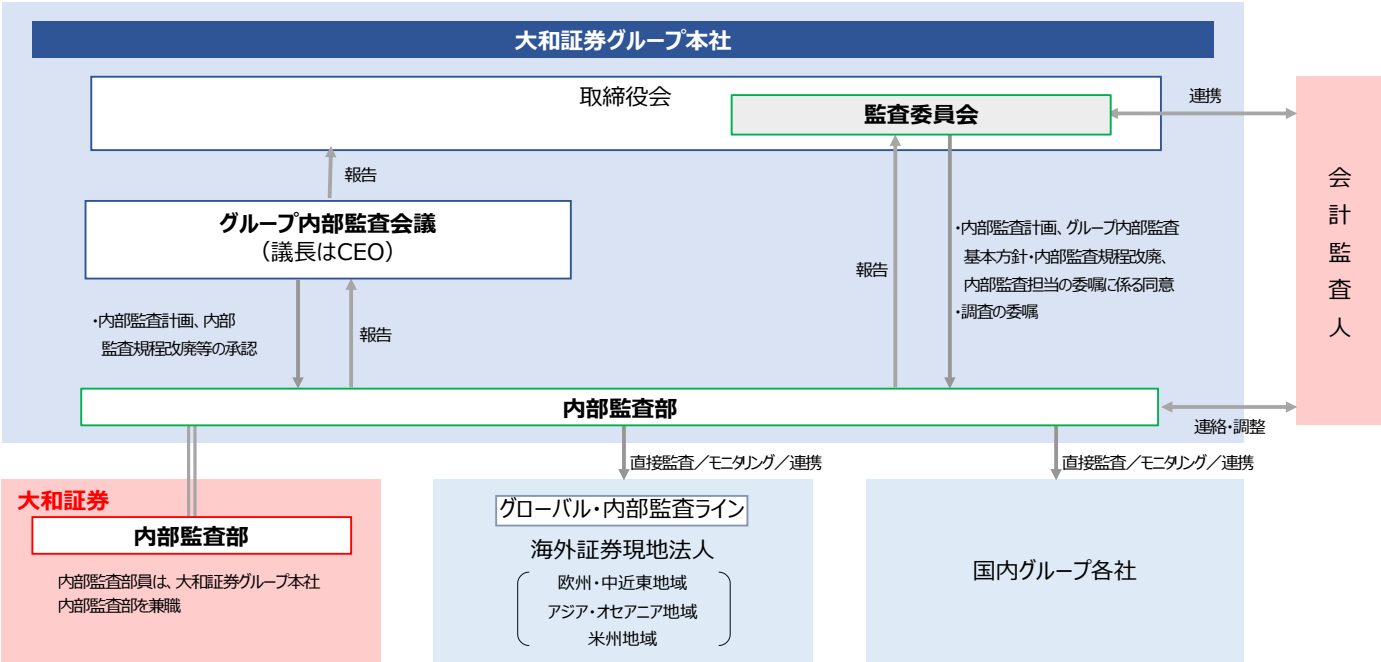 大和証券グループ本社
取締役会
監査委員会
連携
会
計
監
査
人
報告
グループ内部監査会議
（議長はCEO）
・内部監査計画、グループ内部監査
基本方針・内部監査規程改廃、
内部監査担当の委嘱に係る同意
・調査の委嘱
報告
・内部監査計画、内部
監査規程改廃等の承認
報告
内部監査部
連絡・調整
直接監査／モニタリング／連携
直接監査／モニタリング／連携
大和証券
内部監査部
内部監査部員は、大和証券グループ本社
内部監査部を兼職
グローバル・内部監査ライン
海外証券現地法人
欧州・中近東地域
アジア・オセアニア地域
米州地域
国内グループ各社